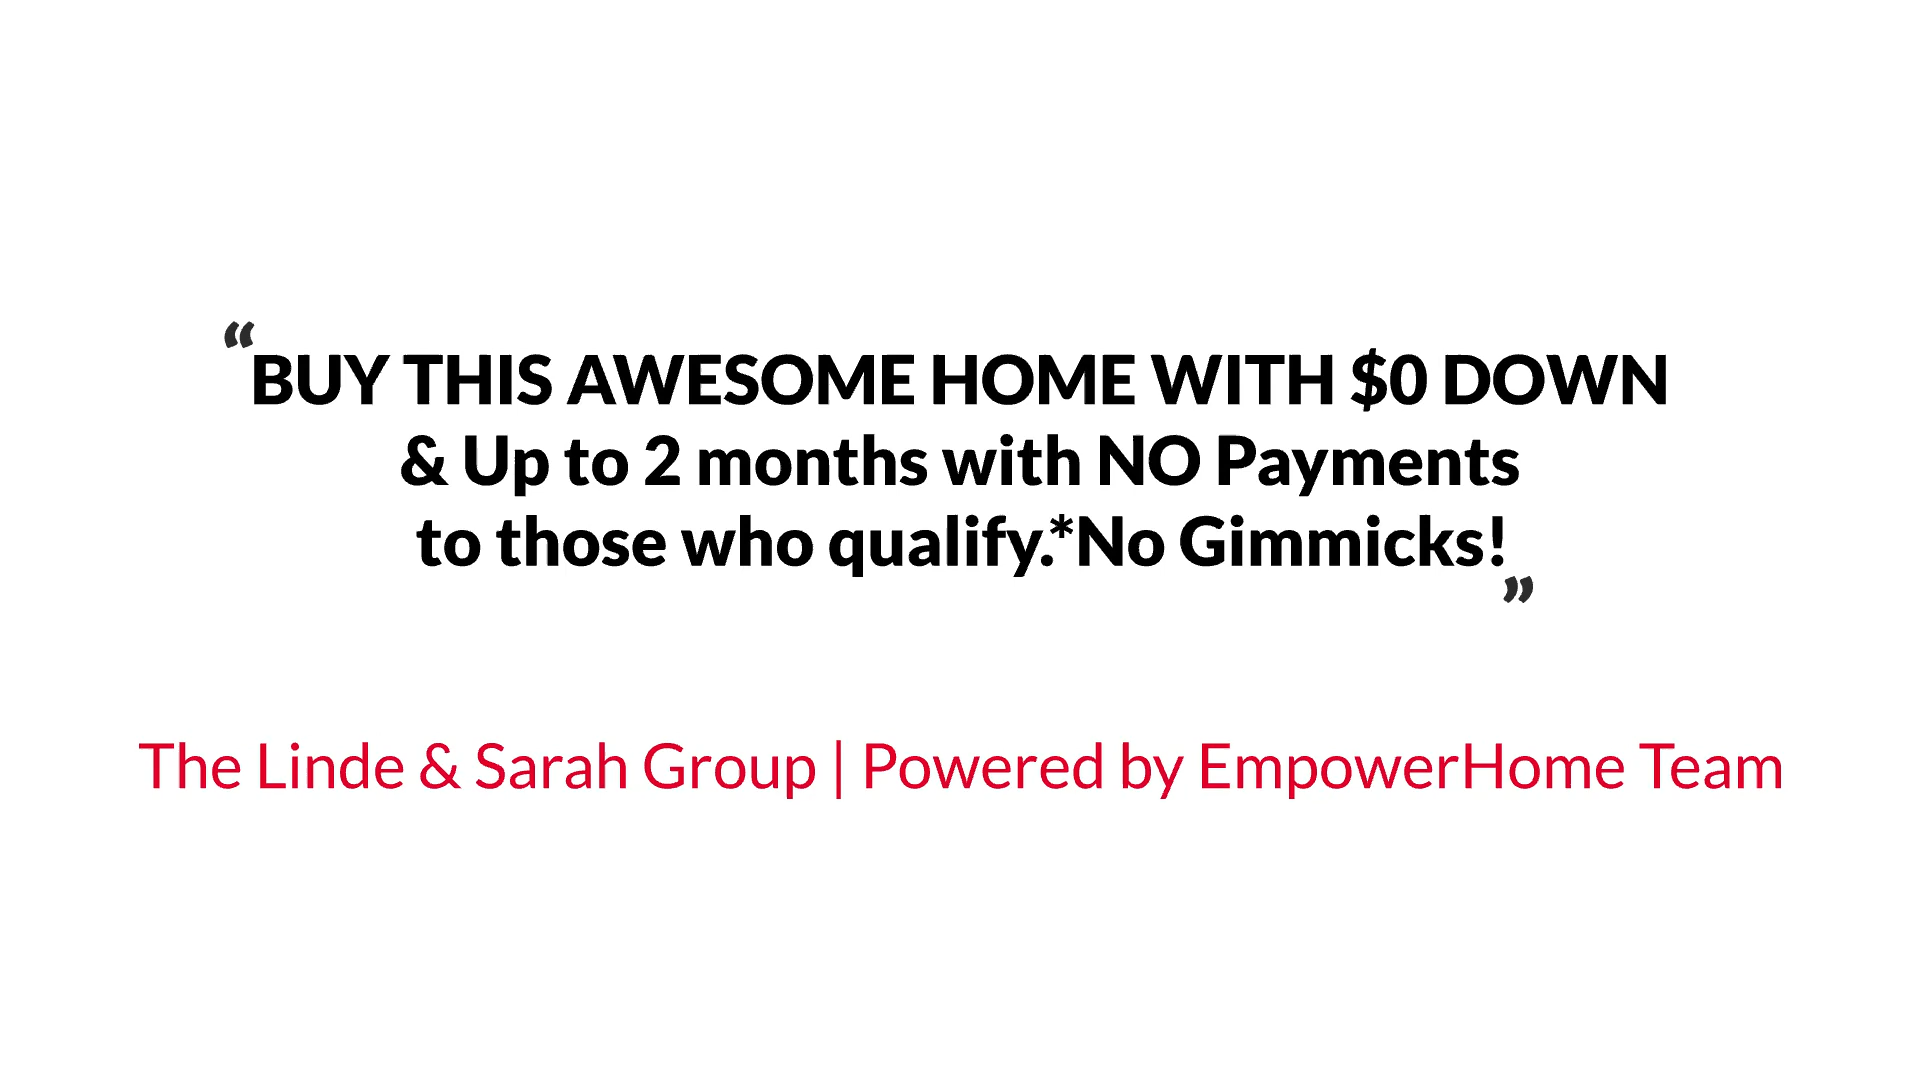 “BUY THIS AWESOME HOME WITH $0 DOWN
& Up to 2 months with NO Payments
to those who qualify.*No Gimmicks!”
The Linde & Sarah Group | Powered by EmpowerHome Team